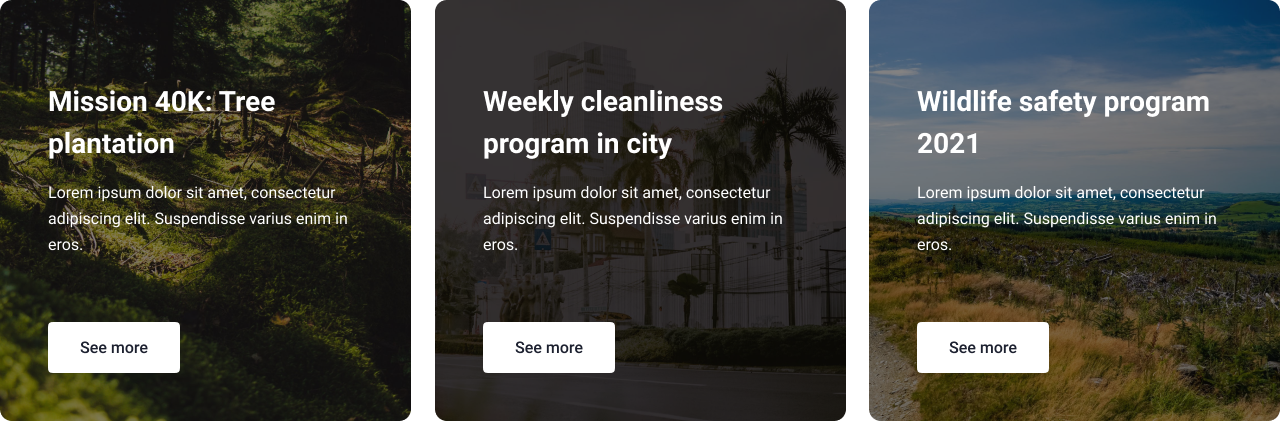 Mission 40K: Tree
plantation
Lorem ipsum dolor sit amet, consectetur
adipiscing elit. Suspendisse varius enim in
eros.
See more
Weekly cleanliness
program in city
Lorem ipsum dolor sit amet, consectetur
adipiscing elit. Suspendisse varius enim in
eros.
See more
Wildlife safety program
2021
Lorem ipsum dolor sit amet, consectetur
adipiscing elit. Suspendisse varius enim in
eros.
See more